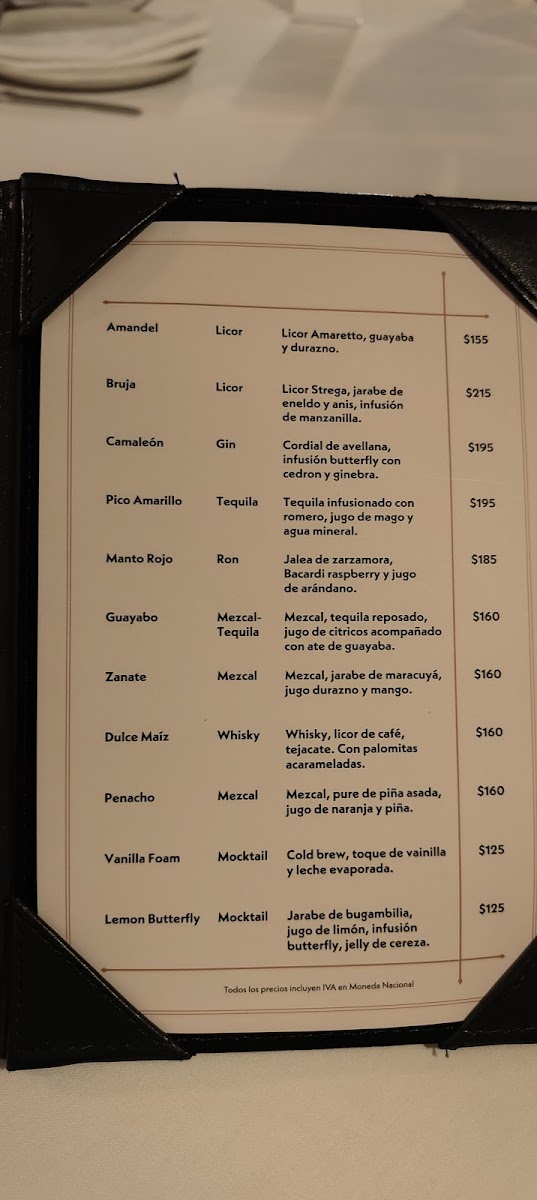 Amandel Licor Licor Amaretto, guayaba $155
y durazno.
Bruja Licor Licor Strega, jarabe de $215
eneldo y anis, infusión
de manzanilla.
Camaleón Gin Cordial de avellana, $195
infusión butterfly con
cedron y ginebra.
Pico Amarillo Tequila Tequila infusionado con $195
romero, jugo de mago y
agua mineral.
Manto Rojo Ron Jalea de zarzamora, $185
Bacardi raspberry y jugo
de arándano.
Guayabo Mezcal- Mezcal, tequila reposado, $160
Tequila jugo de citricos acompañado
con ate de guayaba.
Zanate Mezcal Mezcal, jarabe de maracuyá, $160
jugo durazno y mango.
Dulce Maíz Whisky Whisky, licor de café, $160
tejacate. Con palomitas
acarameladas.
Penacho Mezcal Mezcal, pure de piña asada, $160
jugo de naranja y piña.
Vanilla Foam Mocktail Cold brew, toque de vainilla $125
y leche evaporada.
Lemon Butterfly Mocktail Jarabe de bugambilia, $125
jugo de limón, infusión
butterfly, jelly de cereza.
Todos los precios incluyen IVA en Moneda Nacional